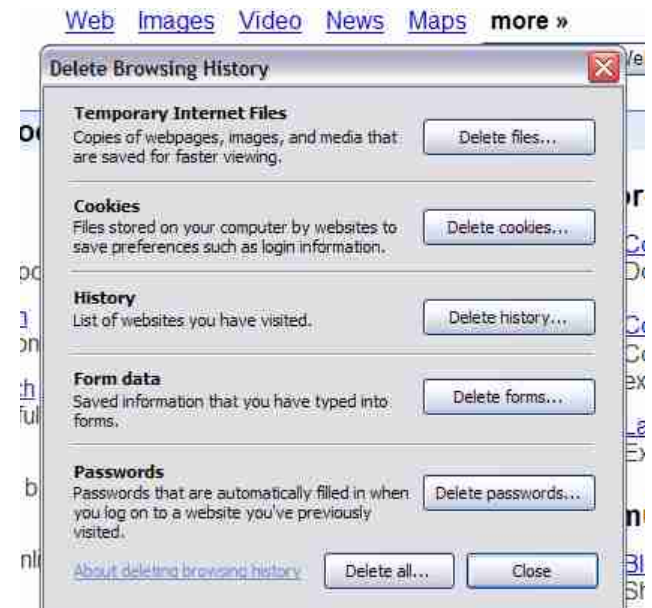 Web Images Video News Maps more »
Delete Browsing History
Temporary Internet Files
Copies of webpages, images, and media that
are saved for faster viewing.
Delete files...
Cookies
Files stored on your computer by websites to
save preferences such as login information.
Delete cookies...
History
List of websites you have visited.
Delete history...
Form data
Saved information that you have typed into
forms.
Delete forms...
Passwords
Passwords that are automatically filled in when
you log on to a website you've previously
visited.
Delete passwords...
About deleting browsing history
Delete all...
Close